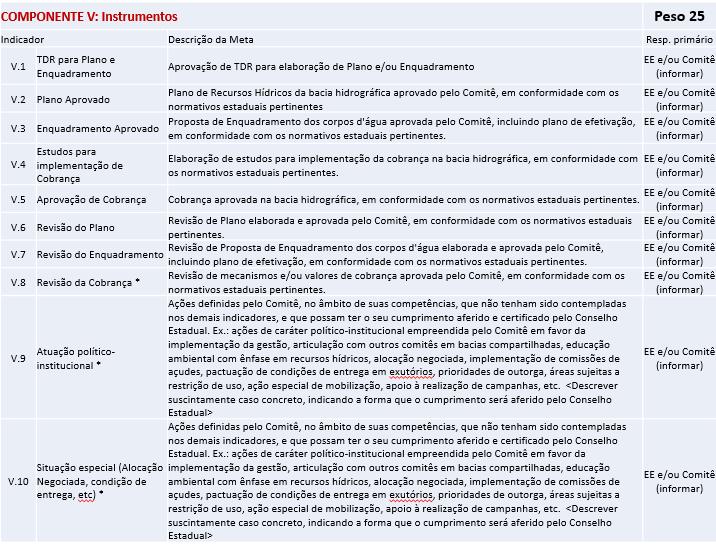 COMPONENTE V: Instrumentos Peso 25
Indicador Descrição da Meta Resp. primário
V.1 TDR para Plano e Enquadramento Aprovação de TDR para elaboração de Plano e/ou Enquadramento EE e/ou Comitê (informar)
V.2 Plano Aprovado Plano de Recursos Hídricos da bacia hidrográfica aprovado pelo Comitê, em conformidade com os normativos estaduais pertinentes EE e/ou Comitê (informar)
V.3 Enquadramento Aprovado Proposta de Enquadramento dos corpos d'água aprovada pelo Comitê, incluindo plano de efetivação, em conformidade com os normativos estaduais pertinentes. EE e/ou Comitê (informar)
V.4 Estudos para implementação de Cobrança Elaboração de estudos para implementação da cobrança na bacia hidrográfica, em conformidade com os normativos estaduais pertinentes. EE e/ou Comitê (informar)
V.5 Aprovação de Cobrança Cobrança aprovada na bacia hidrográfica, em conformidade com os normativos estaduais pertinentes. EE e/ou Comitê (informar)
V.6 Revisão do Plano Revisão de Plano elaborada e aprovada pelo Comitê, em conformidade com os normativos estaduais pertinentes. EE e/ou Comitê (informar)
V.7 Revisão do Enquadramento Revisão de Proposta de Enquadramento dos corpos d'água elaborada e aprovada pelo Comitê, incluindo plano de efetivação, em conformidade com os normativos estaduais pertinentes. EE e/ou Comitê (informar)
V.8 Revisão da Cobrança * Revisão de mecanismos e/ou valores de cobrança aprovada pelo Comitê, em conformidade com os normativos estaduais pertinentes. EE e/ou Comitê (informar)
V.9 Atuação político-institucional *
Ações definidas pelo Comitê, no âmbito de suas competências, que não tenham sido contempladas
nos demais indicadores, e que possam ter o seu cumprimento aferido e certificado pelo Conselho
Estadual. Ex.: ações de caráter político-institucional empreendida pelo Comitê em favor da
implementação da gestão, articulação com outros comitês em bacias compartilhadas, educação
ambiental com ênfase em recursos hídricos, alocação negociada, implementação de comissões de
açudes, pactuação de condições de entrega em exutórios, prioridades de outorga, áreas sujeitas a
restrição de uso, ação especial de mobilização, apoio à realização de campanhas, etc. <Descrever
suscintamente caso concreto, indicando a forma que o cumprimento será aferido pelo Conselho
Estadual>
EE e/ou Comitê (informar)
V.10 Situação especial (Alocação Negociada, condição de entrega, etc) *
Ações definidas pelo Comitê, no âmbito de suas competências, que não tenham sido contempladas
nos demais indicadores, e que possam ter o seu cumprimento aferido e certificado pelo Conselho
Estadual. Ex.: ações de caráter político-institucional empreendida pelo Comitê em favor da
implementação da gestão, articulação com outros comitês em bacias compartilhadas, educação
ambiental com ênfase em recursos hídricos, alocação negociada, implementação de comissões de
açudes, pactuação de condições de entrega em exutórios, prioridades de outorga, áreas sujeitas a
restrição de uso, ação especial de mobilização, apoio à realização de campanhas, etc. <Descrever
suscintamente caso concreto, indicando a forma que o cumprimento será aferido pelo Conselho
Estadual>
EE e/ou Comitê (informar)